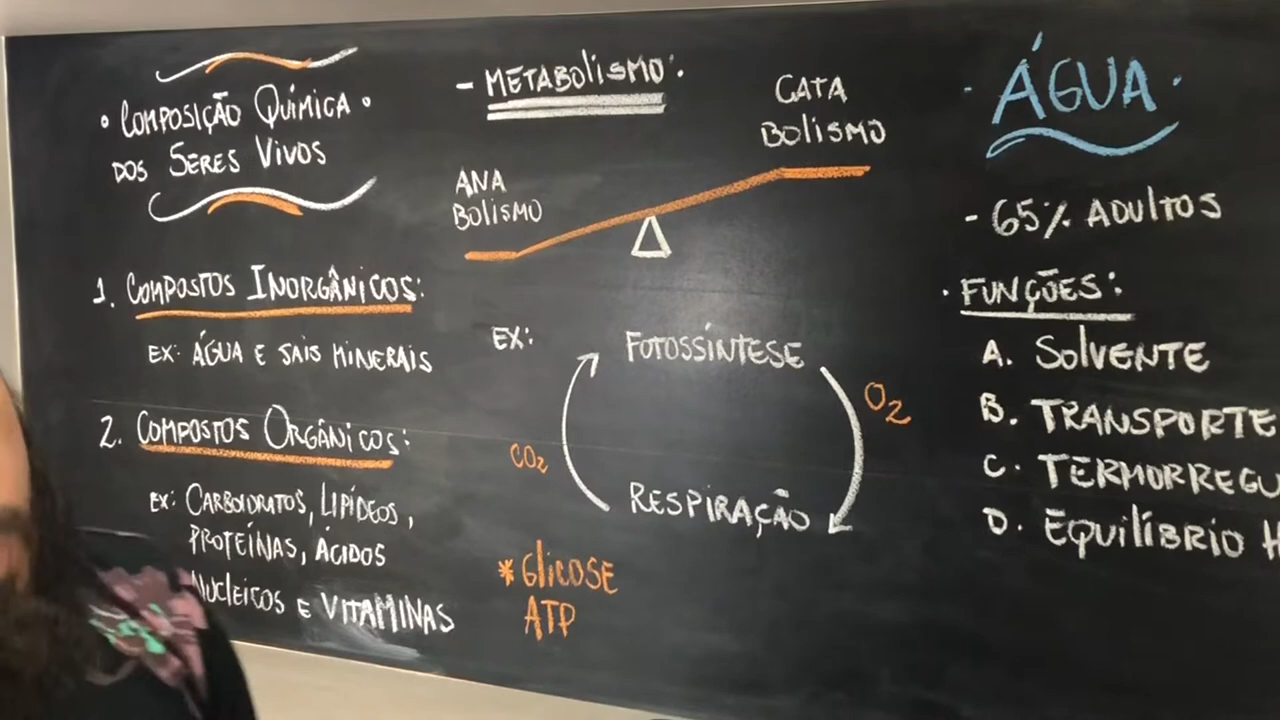 • COMPOSIÇÃO QUÍMICA •
DOS SERES VIVOS
1. COMPOSTOS INORGÂNICOS:
EX: ÁGUA E SAIS MINERAIS
2. COMPOSTOS ORGÂNICOS:
EX: CARBOIDRATOS, LIPÍDEOS,
PROTEÍNAS, ÁCIDOS
NUCLEICOS E VITAMINAS
- METABOLISMO:
ANA
BOLISMO
CATA
BOLISMO
EX:
FOTOSSÍNTESE
O2
CO2
RESPIRAÇÃO
* GLICOSE
ATP
· ÁGUA ·
- 65% ADULTOS
· FUNÇÕES:
A. SOLVENTE
B. TRANSPORTE
C. TERMORREGU
D. EQUILÍBRIO H